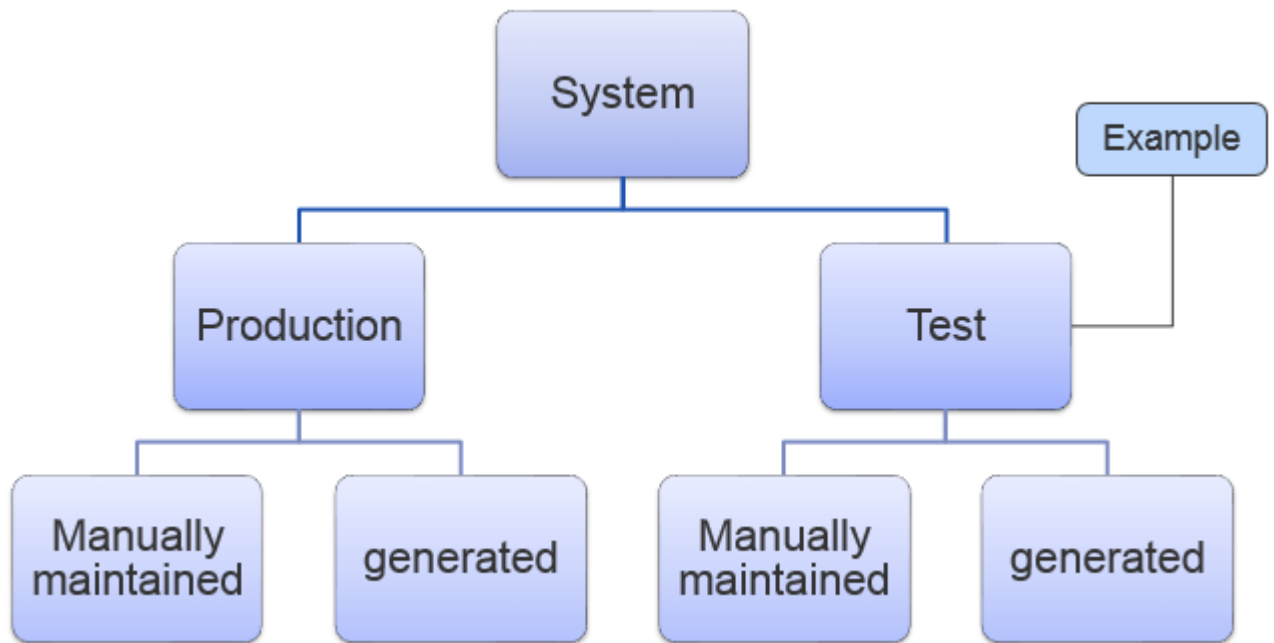 System
Example
Production
Test
Manually
maintained
generated
Manually
maintained
generated